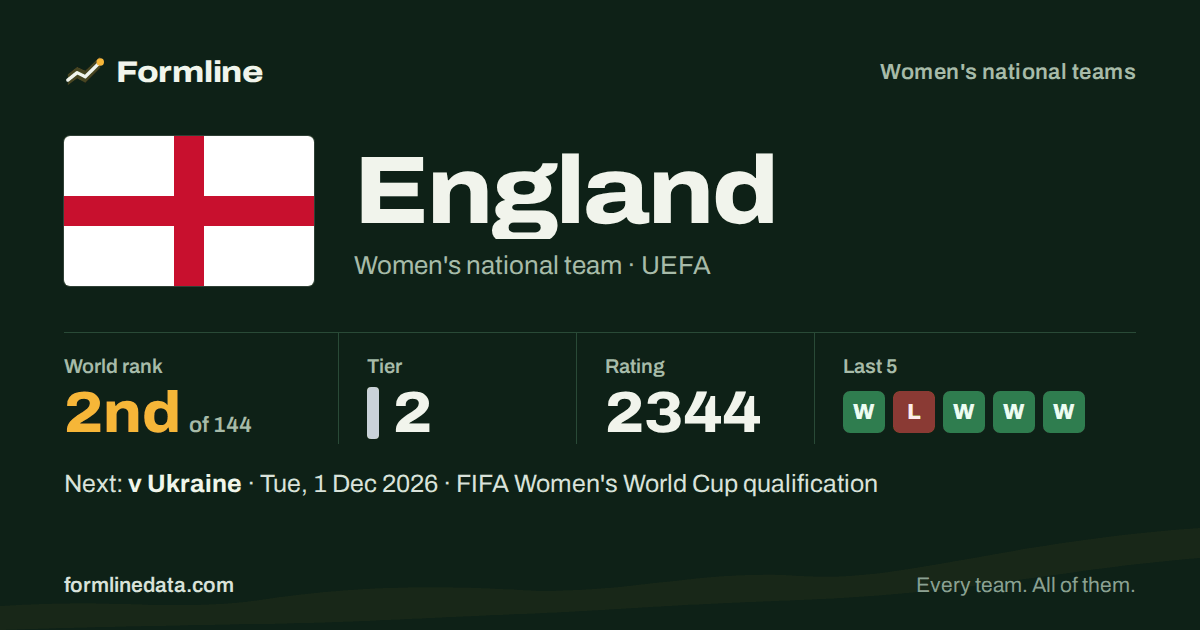 Formline
Women's national teams
England
Women's national team · UEFA
World rank
2nd of 144
Tier
2
Rating
2344
Last 5
W L W W W
Next: v Ukraine · Tue, 1 Dec 2026 · FIFA Women's World Cup qualification
formlinedata.com
Every team. All of them.